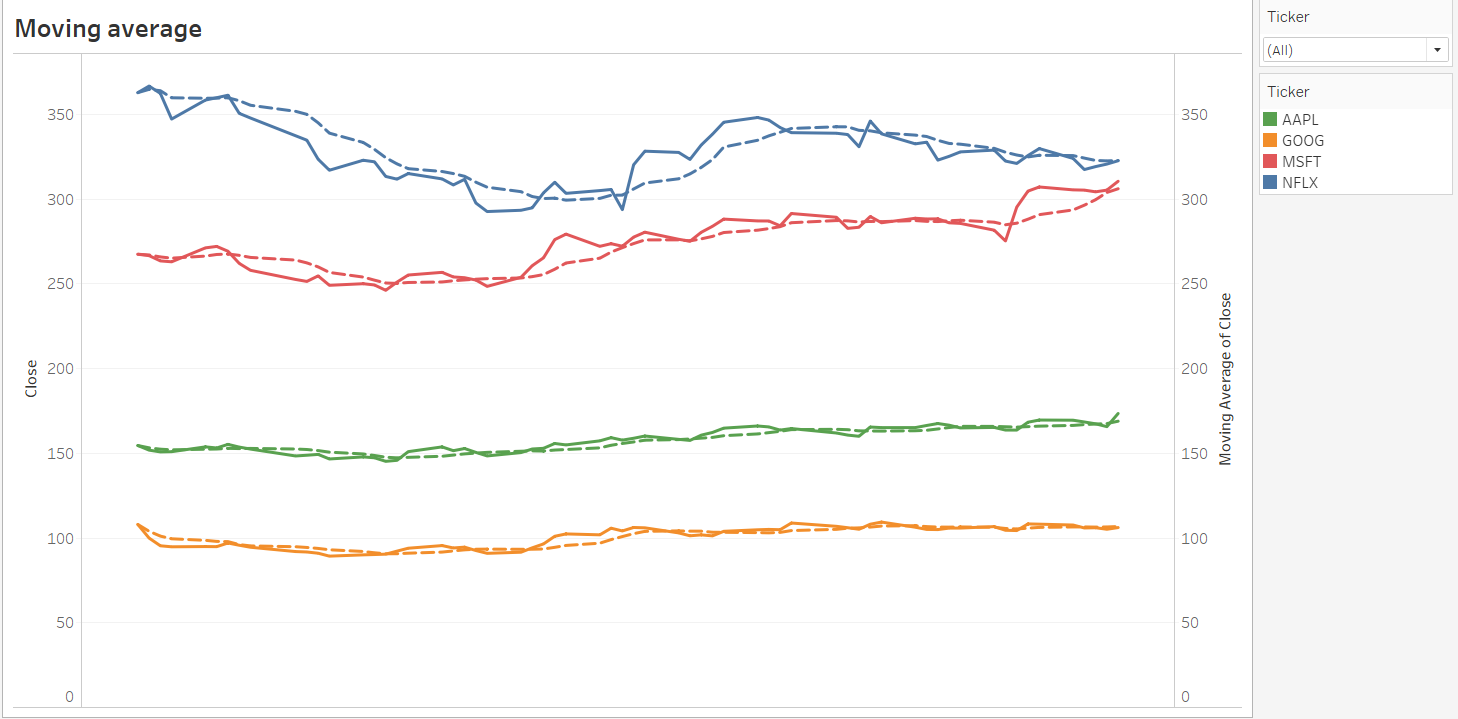 Moving average
Close
350
300
250
200
150
100
50
0
350
300
250
200
150
100
50
0
Moving Average of Close
Ticker
(All)
Ticker
AAPL
GOOG
MSFT
NFLX